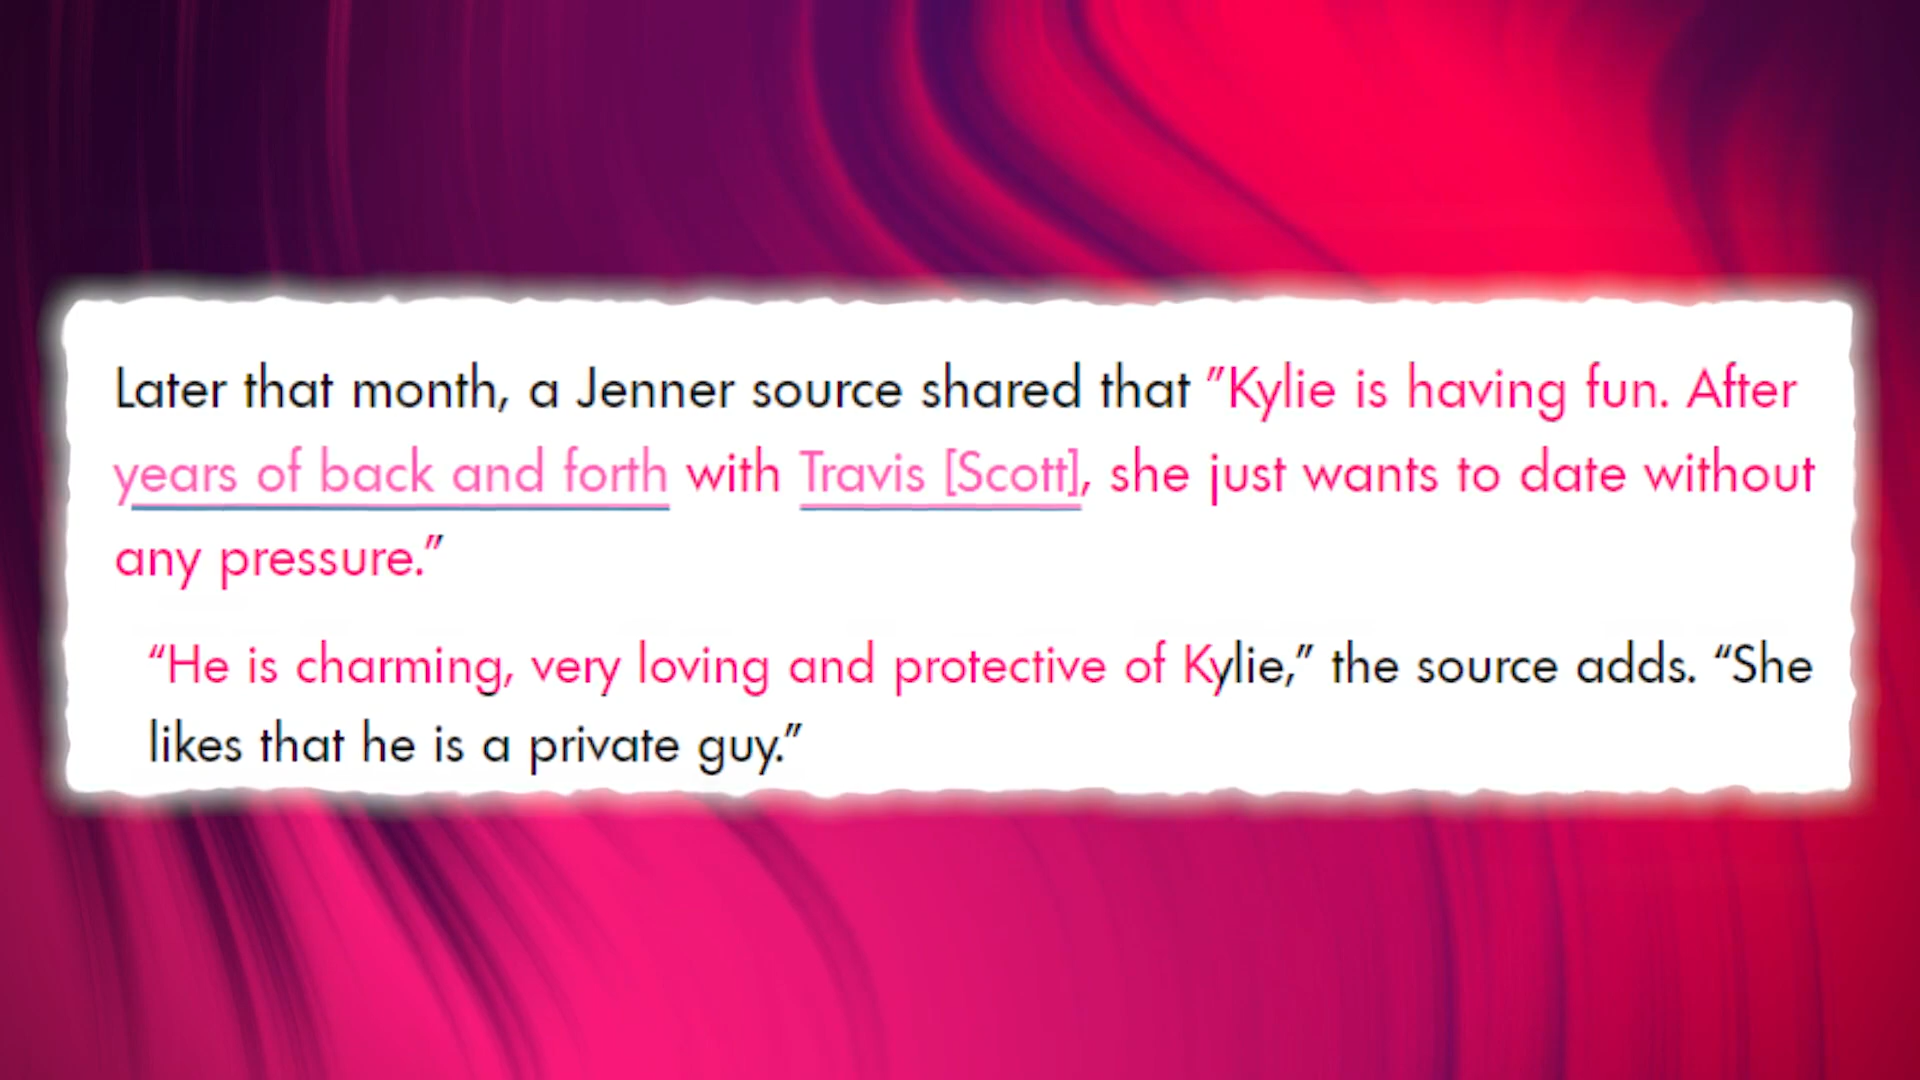 Later that month, a Jenner source shared that ”Kylie is having fun. After
years of back and forth with Travis [Scott], she just wants to date without
any pressure.”
“He is charming, very loving and protective of Kylie,” the source adds. “She
likes that he is a private guy.”